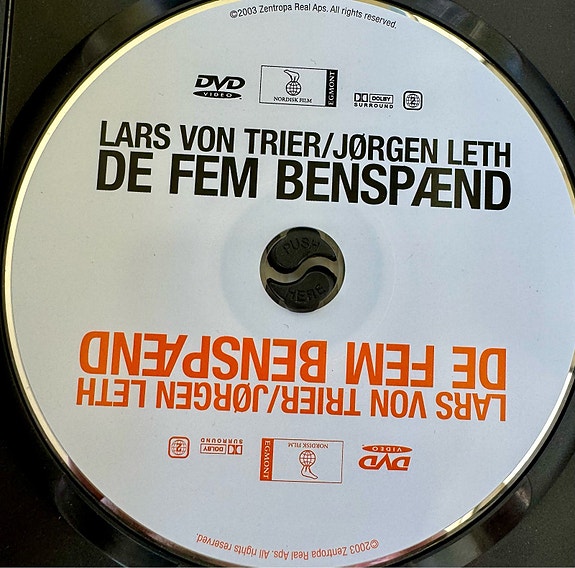 ©2003 Zentropa Real Aps. All rights reserved.
DVD
VIDEO
NORDISK FILM
EGMONT
DOLBY
SURROUND
2
LARS VON TRIER/JØRGEN LETH
DE FEM BENSPÆND
PUSH
HERE
DE FEM BENSPÆND
LARS VON TRIER/JØRGEN LETH
DVD
VIDEO
NORDISK FILM
EGMONT
DOLBY
SURROUND
2
©2003 Zentropa Real Aps. All rights reserved.